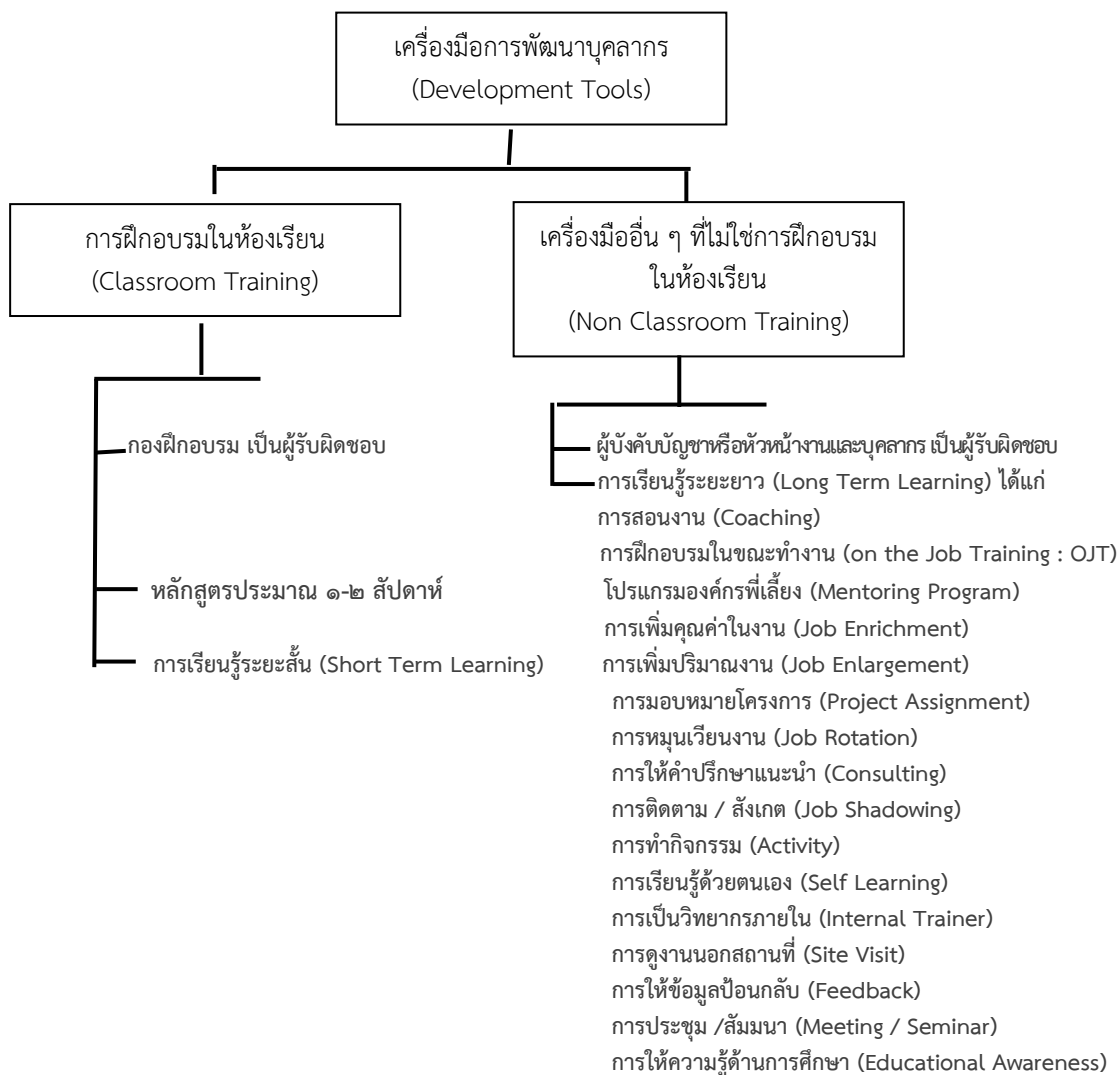 เครื่องมือการพัฒนาบุคลากร
(Development Tools)
การฝึกอบรมในห้องเรียน
(Classroom Training)
เครื่องมืออื่น ๆ ที่ไม่ใช่การฝึกอบรม
ในห้องเรียน
(Non Classroom Training)
กองฝึกอบรม เป็นผู้รับผิดชอบ
หลักสูตรประมาณ ๑-๒ สัปดาห์
การเรียนรู้ระยะสั้น (Short Term Learning)
ผู้บังคับบัญชาหรือหัวหน้างานและบุคลากร เป็นผู้รับผิดชอบ
การเรียนรู้ระยะยาว (Long Term Learning) ได้แก่
การสอนงาน (Coaching)
การฝึกอบรมในขณะทำงาน (on the Job Training : OJT)
โปรแกรมองค์กรพี่เลี้ยง (Mentoring Program)
การเพิ่มคุณค่าในงาน (Job Enrichment)
การเพิ่มปริมาณงาน (Job Enlargement)
การมอบหมายโครงการ (Project Assignment)
การหมุนเวียนงาน (Job Rotation)
การให้คำปรึกษาแนะนำ (Consulting)
การติดตาม / สังเกต (Job Shadowing)
การทำกิจกรรม (Activity)
การเรียนรู้ด้วยตนเอง (Self Learning)
การเป็นวิทยากรภายใน (Internal Trainer)
การดูงานนอกสถานที่ (Site Visit)
การให้ข้อมูลป้อนกลับ (Feedback)
การประชุม /สัมมนา (Meeting / Seminar)
การให้ความรู้ด้านการศึกษา (Educational Awareness)